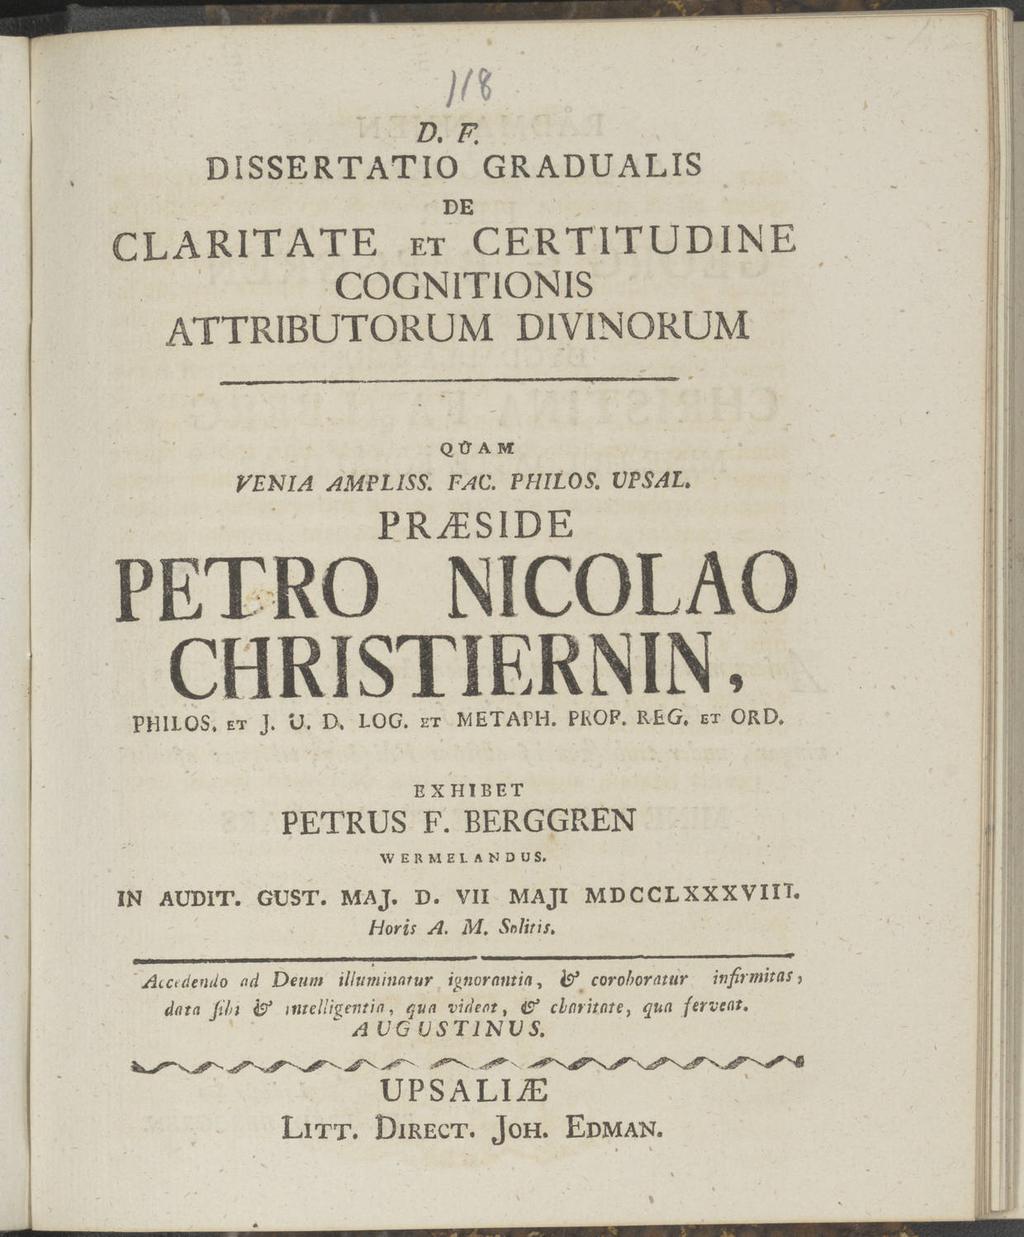 118
D. F.
DISSERTATIO GRADUALIS
DE
CLARITATE ET CERTITUDINE
COGNITIONIS
ATTRIBUTORUM DIVINORUM
QUAM
VENIA AMPLISS. FAC. PHILOS. UPSAL.
PRÆSIDE
PETRO NICOLAO
CHRISTIERNIN,
PHILOS. ET J. U. D. LOG. ET METAPH. PROF. REG. ET ORD.
EXHIBET
PETRUS F. BERGGREN
WERMELANDUS.
IN AUDIT. GUST. MAJ. D. VII MAJI MDCCLXXXVIII.
Horis A. M. Solitis.
Accedendo ad Deum illuminatur ignorantia, & coroboratur infirmitas,
data sibi & intelligentia, qua videat, & claritate, qua ferveat.
AUGUSTINUS.
UPSALIÆ
LITT. DIRECT. JOH. EDMAN.